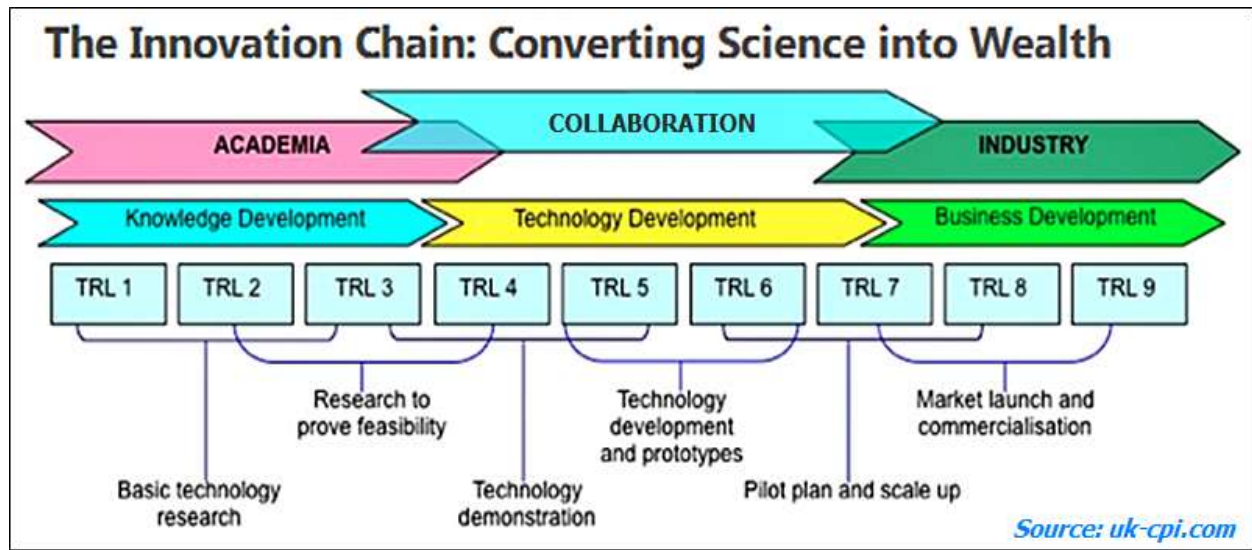 The Innovation Chain: Converting Science into Wealth
COLLABORATION
ACADEMIA
INDUSTRY
Knowledge Development
Technology Development
Business Development
TRL 1
TRL 2
TRL 3
TRL 4
TRL 5
TRL 6
TRL 7
TRL 8
TRL 9
Research to
prove feasibility
Technology
development
and prototypes
Market launch and
commercialisation
Basic technology
research
Technology
demonstration
Pilot plan and scale up
Source: uk-cpi.com